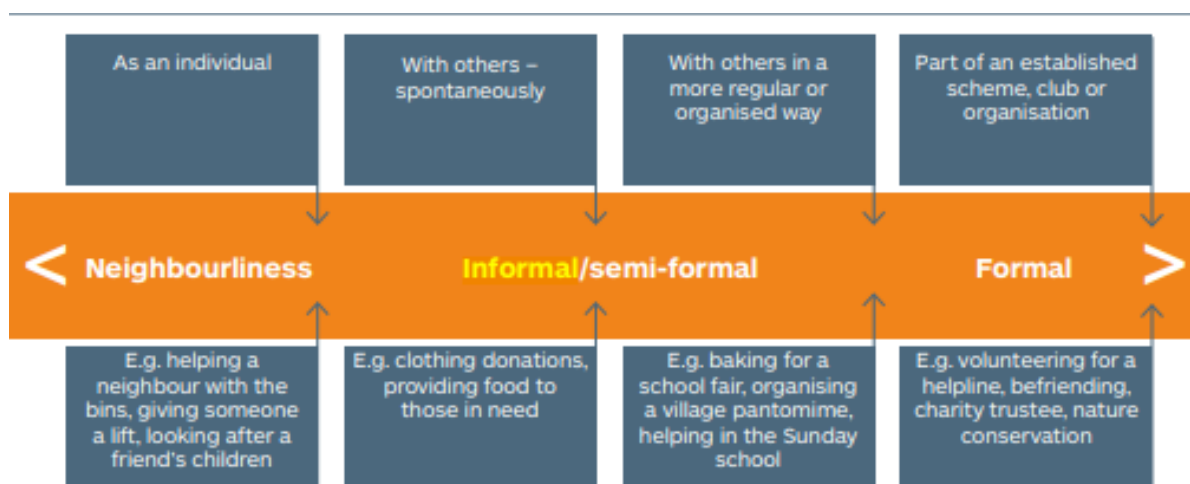 As an individual
With others –
spontaneously
With others in a
more regular or
organised way
Part of an established
scheme, club or
organisation
< Neighbourliness Informal/semi-formal Formal >
E.g. helping a
neighbour with the
bins, giving someone
a lift, looking after a
friend's children
E.g. clothing donations,
providing food to
those in need
E.g. baking for a
school fair, organising
a village pantomime,
helping in the Sunday
school
E.g. volunteering for a
helpline, befriending,
charity trustee, nature
conservation